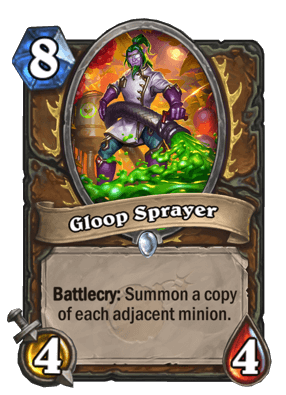 8
Gloop Sprayer
Battlecry: Summon a copy
of each adjacent minion.
4
4